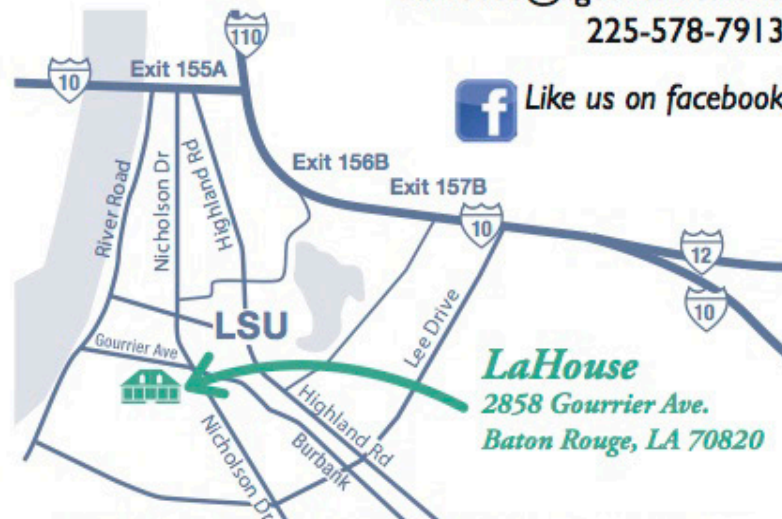 225-578-7913
110
10
Exit 155A
f
Like us on facebook
River Road
Nicholson Dr
Highland Rd
Exit 156B
Exit 157B
10
12
10
LSU
Gourrier Ave
Lee Drive
LaHouse
2858 Gourrier Ave.
Baton Rouge, LA 70820
Highland Rd
Burbank
Nicholson Dr